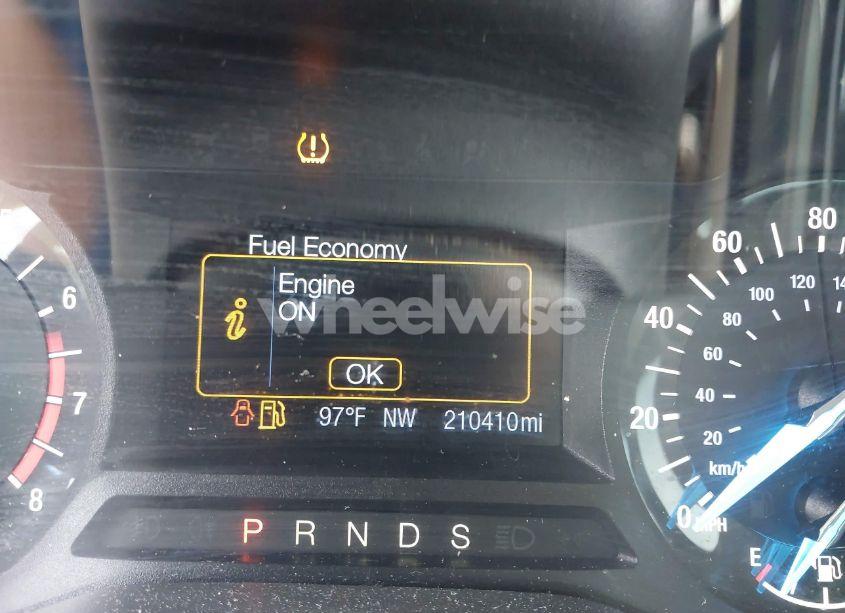 Fuel Economy
Engine
ON
OK
97°F NW 210410mi
P R N D S
6
7
8
0 20 40 60 80
20 40 60 80 100 120
km/h
MPH
E
wheelwise